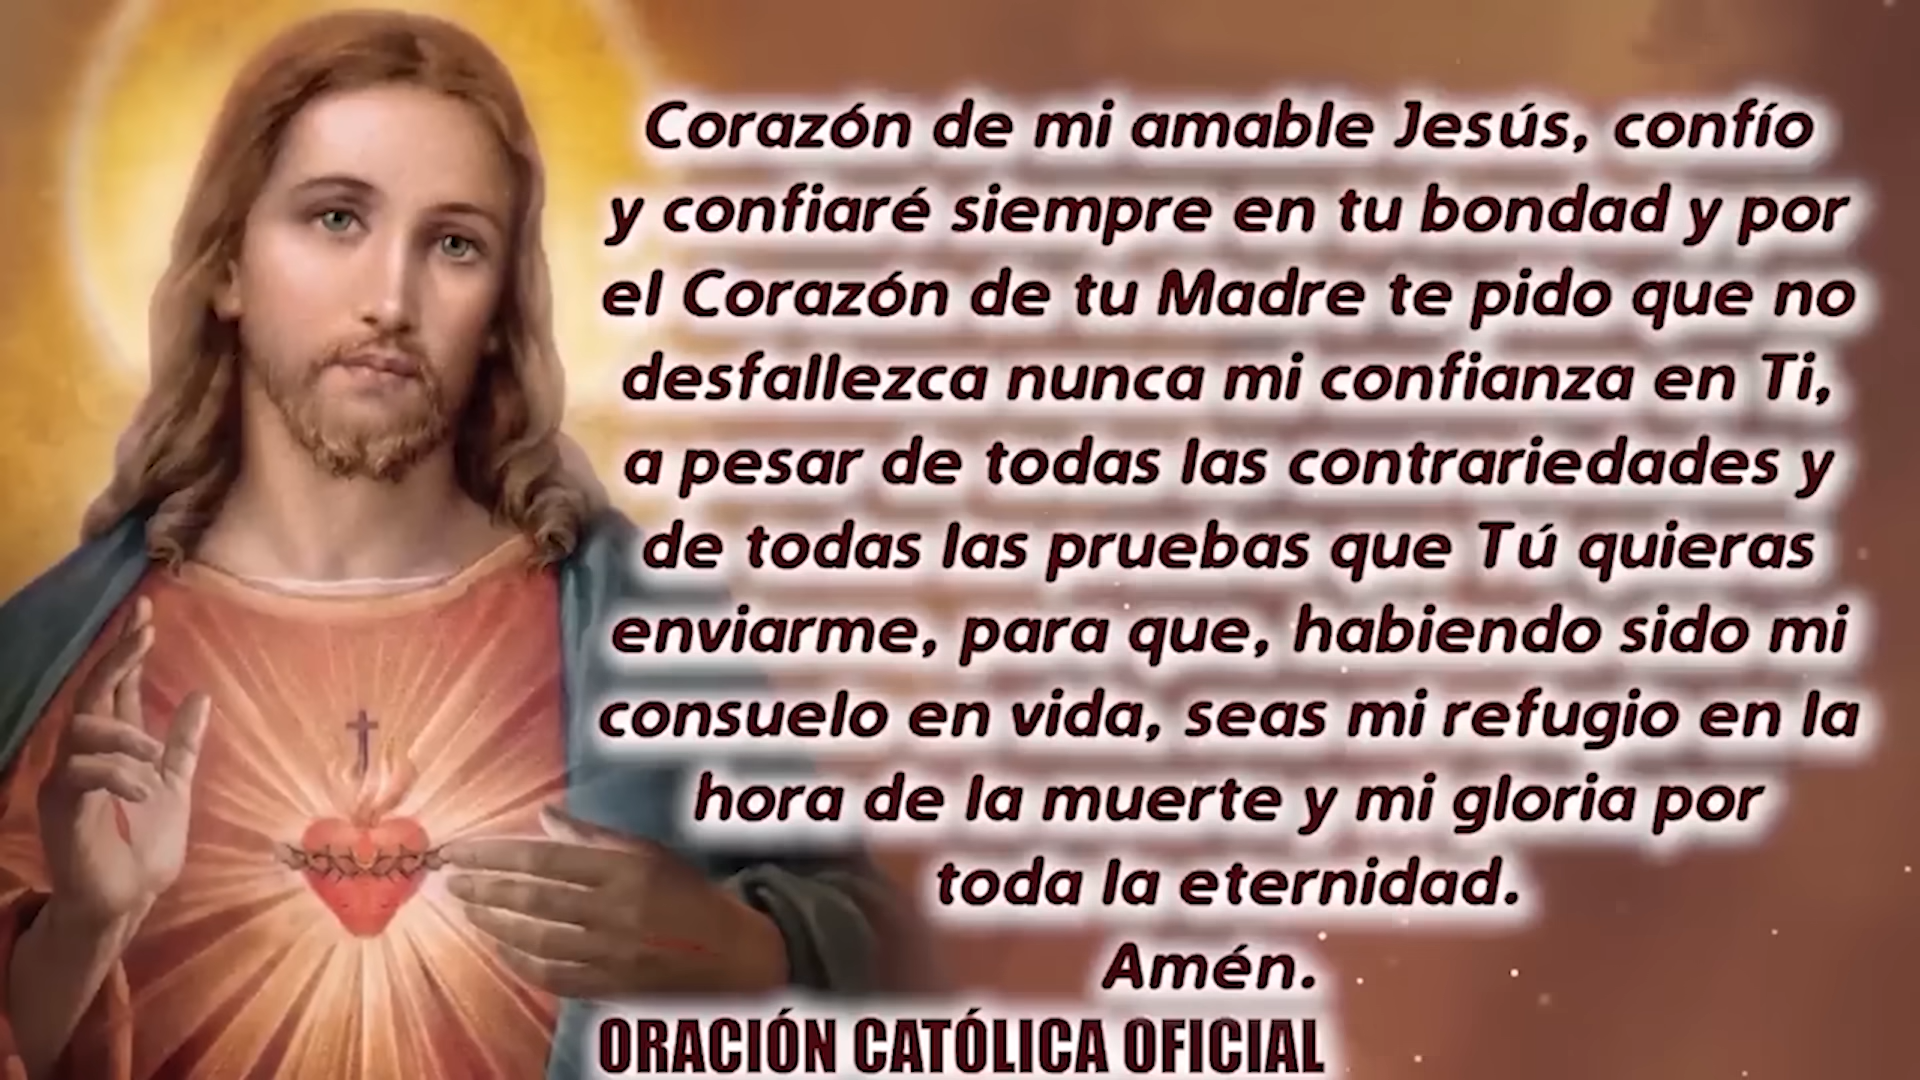 Corazón de mi amable Jesús, confío
y confiaré siempre en tu bondad y por
el Corazón de tu Madre te pido que no
desfallezca nunca mi confianza en Ti,
a pesar de todas las contrariedades y
de todas las pruebas que Tú quieras
enviarme, para que, habiendo sido mi
consuelo en vida, seas mi refugio en la
hora de la muerte y mi gloria por
toda la eternidad.
Amén.
ORACIÓN CATÓLICA OFICIAL